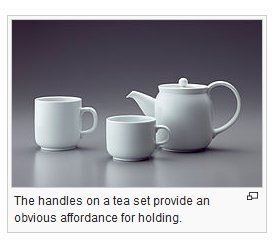 The handles on a tea set provide an
obvious affordance for holding.